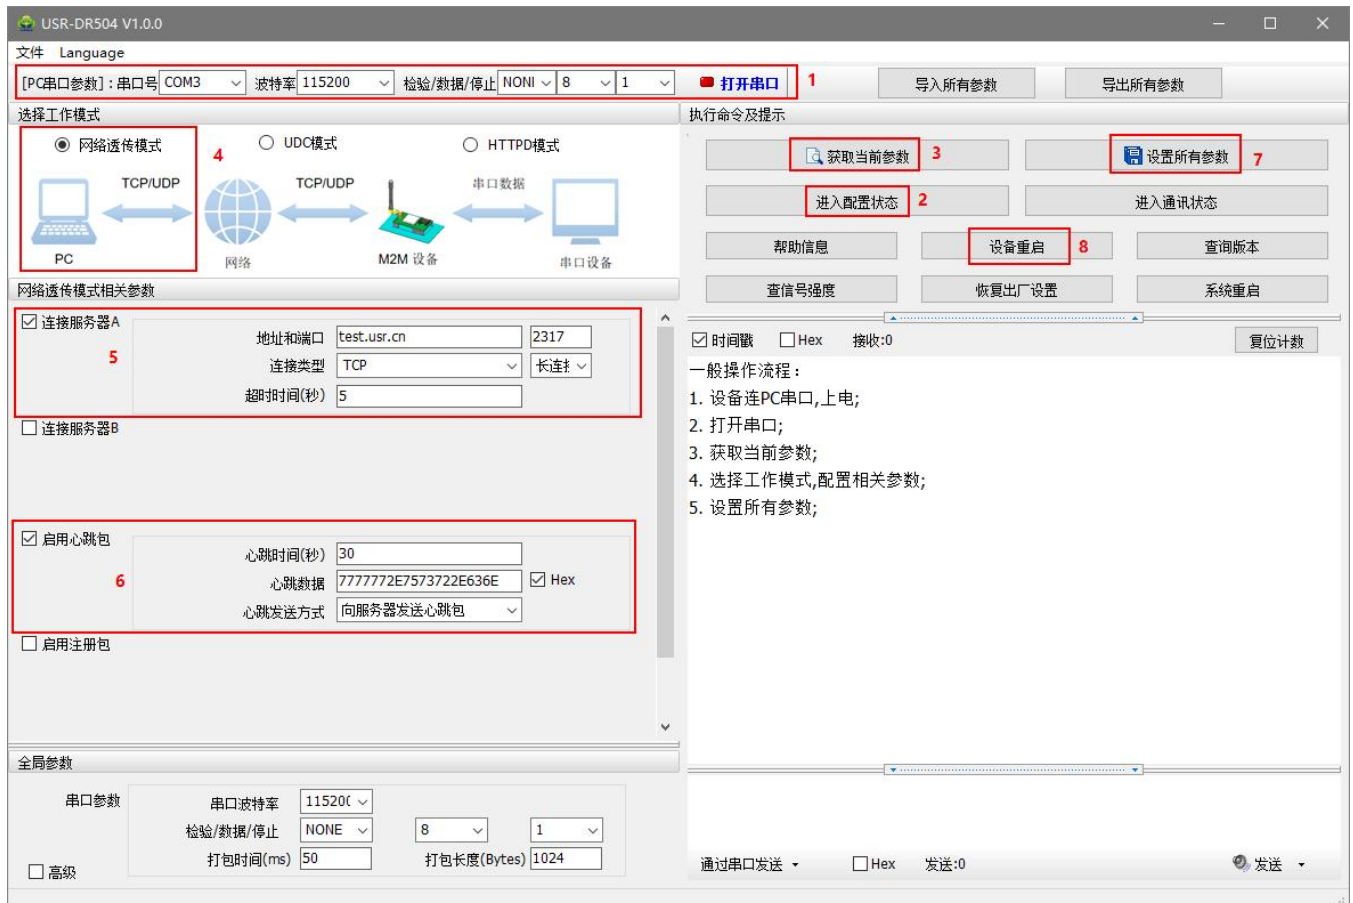 USR-DR504 V1.0.0
文件 Language
[PC串口参数]：串口号 COM3 波特率 115200 检验/数据/停止 NONI 8 1 打开串口 1 导入所有参数 导出所有参数
选择工作模式
网络透传模式 4 UDC模式 HTTPD模式
TCP/UDP TCP/UDP 串口数据
PC 网络 M2M 设备 串口设备
网络透传模式相关参数
连接服务器A
5
地址和端口 test.usr.cn 2317
连接类型 TCP 长连接
超时时间(秒) 5
连接服务器B
启用心跳包
6
心跳时间(秒) 30
心跳数据 7777772E7573722E636E Hex
心跳发送方式 向服务器发送心跳包
启用注册包
全局参数
串口参数
串口波特率 11520(
检验/数据/停止 NONE 8 1
打包时间(ms) 50 打包长度(Bytes) 1024
高级
执行命令及提示
获取当前参数 3 设置所有参数 7
进入配置状态 2 进入通讯状态
帮助信息 设备重启 8 查询版本
查信号强度 恢复出厂设置 系统重启
时间戳 Hex 接收:0 复位计数
一般操作流程：
1. 设备连PC串口,上电;
2. 打开串口;
3. 获取当前参数;
4. 选择工作模式,配置相关参数;
5. 设置所有参数;
通过串口发送 Hex 发送:0 发送